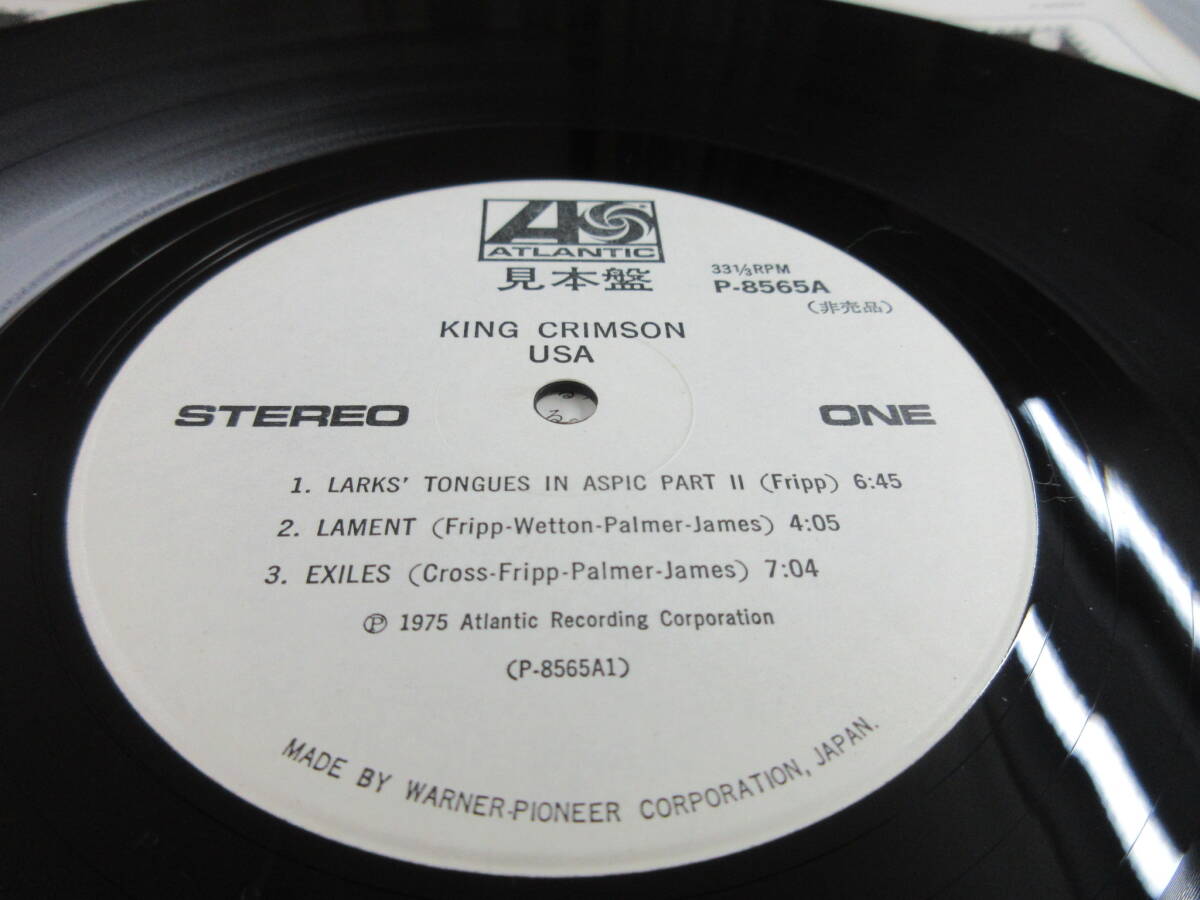 ATLANTIC
見本盤
33⅓RPM
P-8565A
(非売品)
KING CRIMSON
USA
STEREO
ONE
1. LARKS' TONGUES IN ASPIC PART II (Fripp) 6:45
2. LAMENT (Fripp-Wetton-Palmer-James) 4:05
3. EXILES (Cross-Fripp-Palmer-James) 7:04
Ⓟ 1975 Atlantic Recording Corporation
(P-8565A1)
MADE BY WARNER-PIONEER CORPORATION, JAPAN.